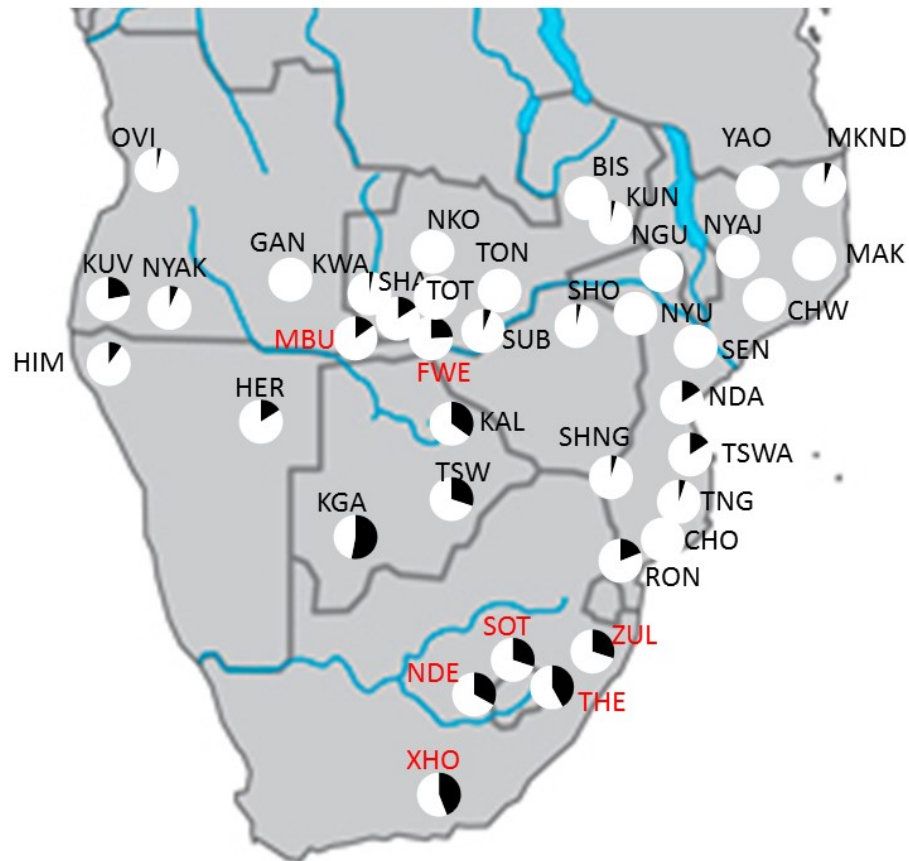 OVI
YAO
MKND
BIS
KUN
NKO
NGU
NYAJ
GAN
TON
MAK
KUV
NYAK
KWA
SHA
TOT
SHO
NYU
CHW
MBU
SUB
SEN
HIM
FWE
HER
NDA
KAL
SHNG
TSWA
TSW
KGA
TNG
CHO
RON
SOT
ZUL
NDE
THE
XHO